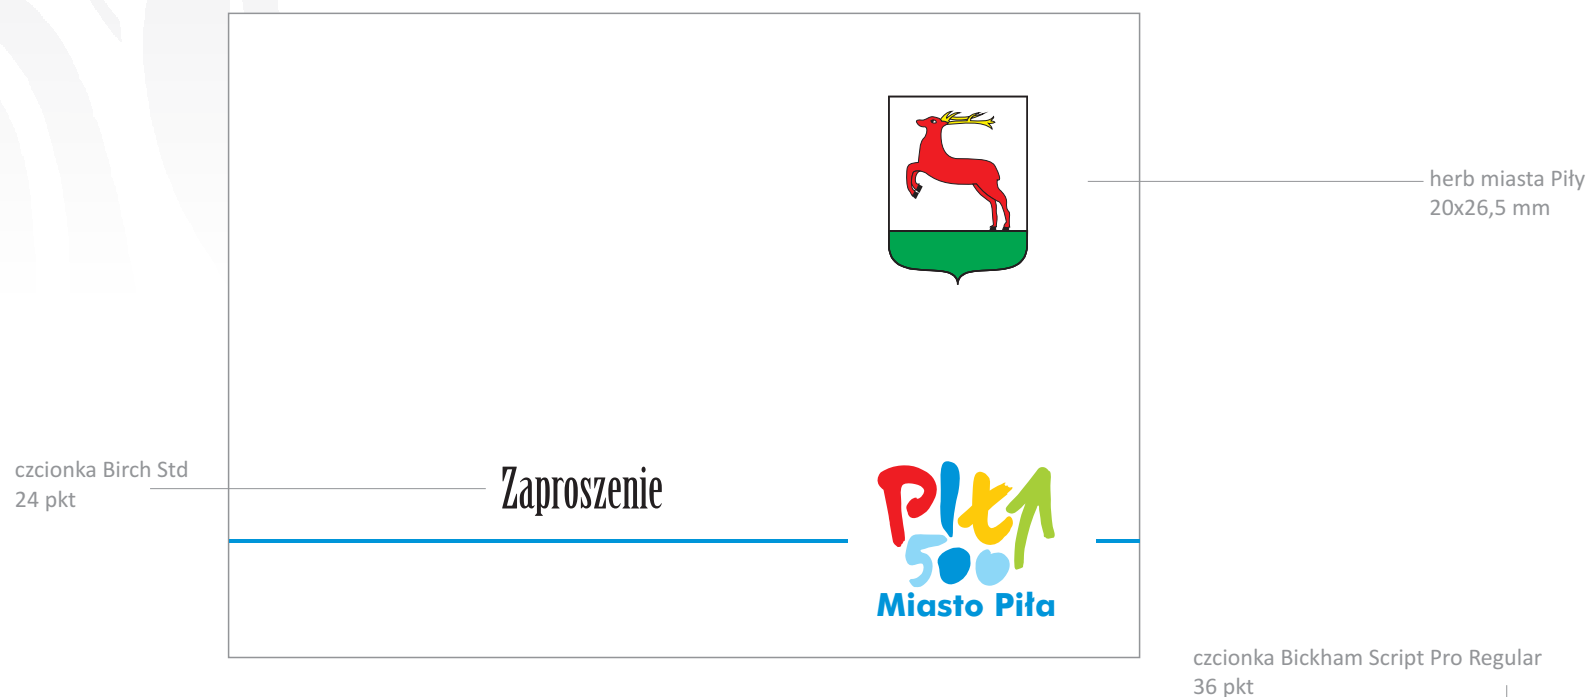 herb miasta Piły
20x26,5 mm
czcionka Birch Std
24 pkt
Zaproszenie
PIŁA
500
Miasto Piła
czcionka Bickham Script Pro Regular
36 pkt